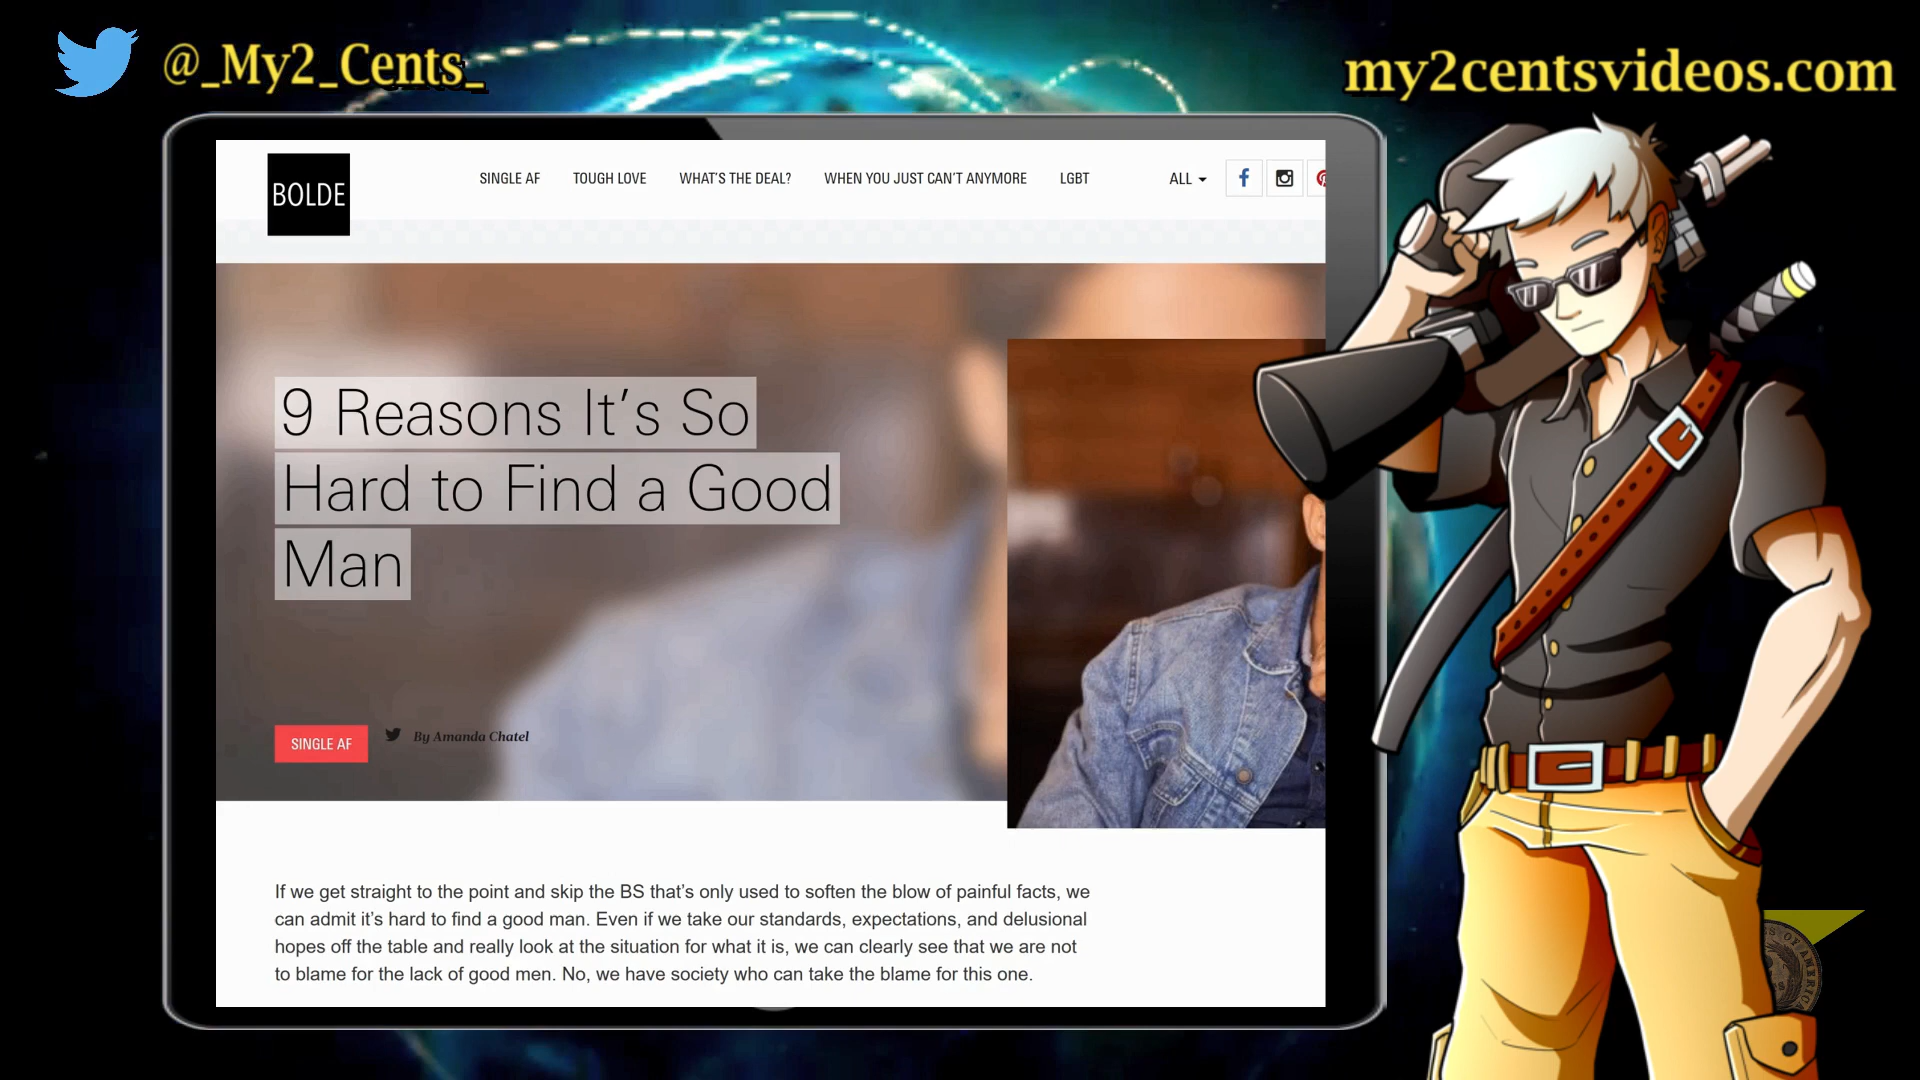 @_My2_Cents_
my2centsvideos.com
BOLDE
SINGLE AF
TOUGH LOVE
WHAT'S THE DEAL?
WHEN YOU JUST CAN'T ANYMORE
LGBT
ALL
9 Reasons It's So
Hard to Find a Good
Man
SINGLE AF
By Amanda Chatel
If we get straight to the point and skip the BS that's only used to soften the blow of painful facts, we
can admit it's hard to find a good man. Even if we take our standards, expectations, and delusional
hopes off the table and really look at the situation for what it is, we can clearly see that we are not
to blame for the lack of good men. No, we have society who can take the blame for this one.